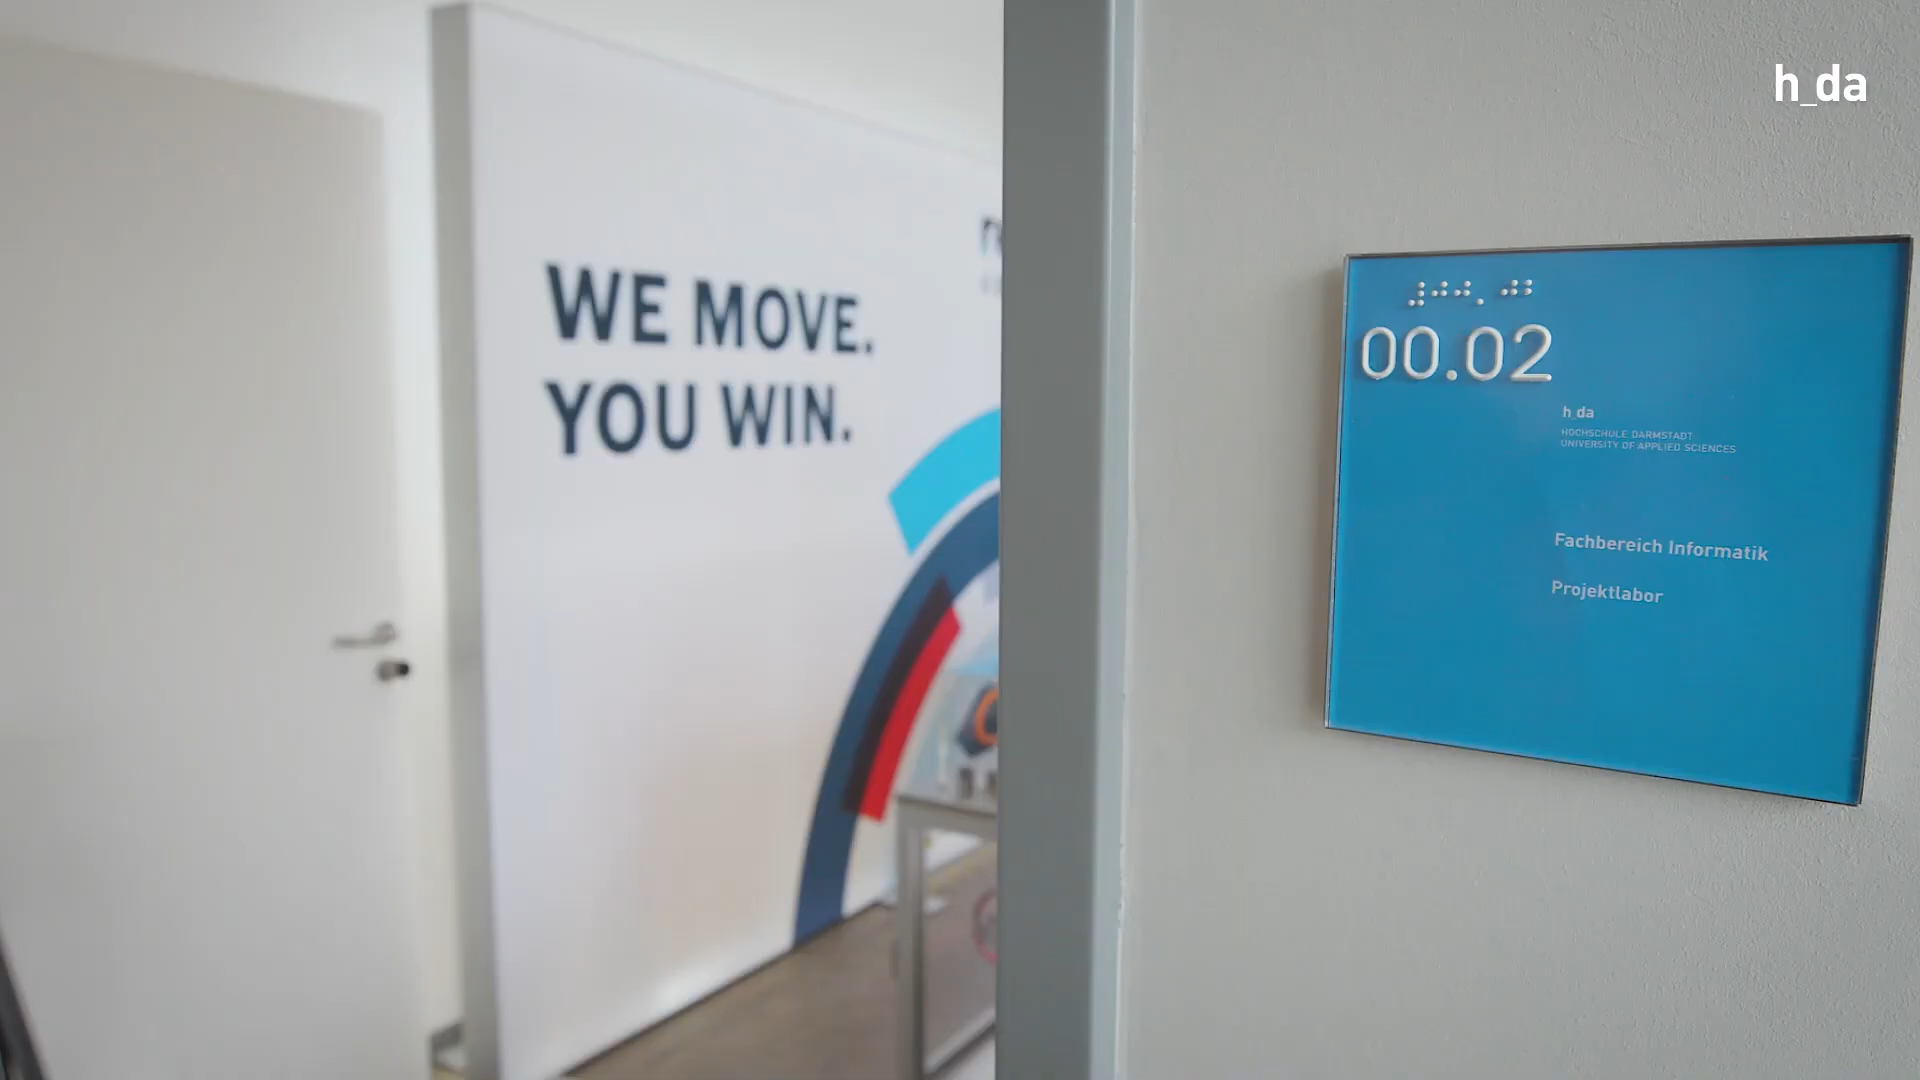 h_da
WE MOVE.
YOU WIN.
00.02
h_da
HOCHSCHULE DARMSTADT
UNIVERSITY OF APPLIED SCIENCES
Fachbereich Informatik
Projektlabor